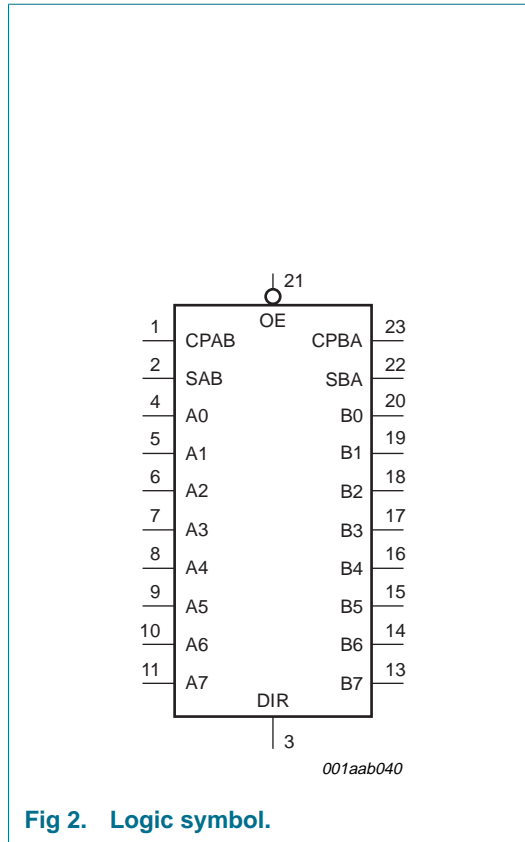 21
OE
1 CPAB CPBA 23
2 SAB SBA 22
4 A0 B0 20
5 A1 B1 19
6 A2 B2 18
7 A3 B3 17
8 A4 B4 16
9 A5 B5 15
10 A6 B6 14
11 A7 B7 13
DIR
3
001aab040
Fig 2. Logic symbol.